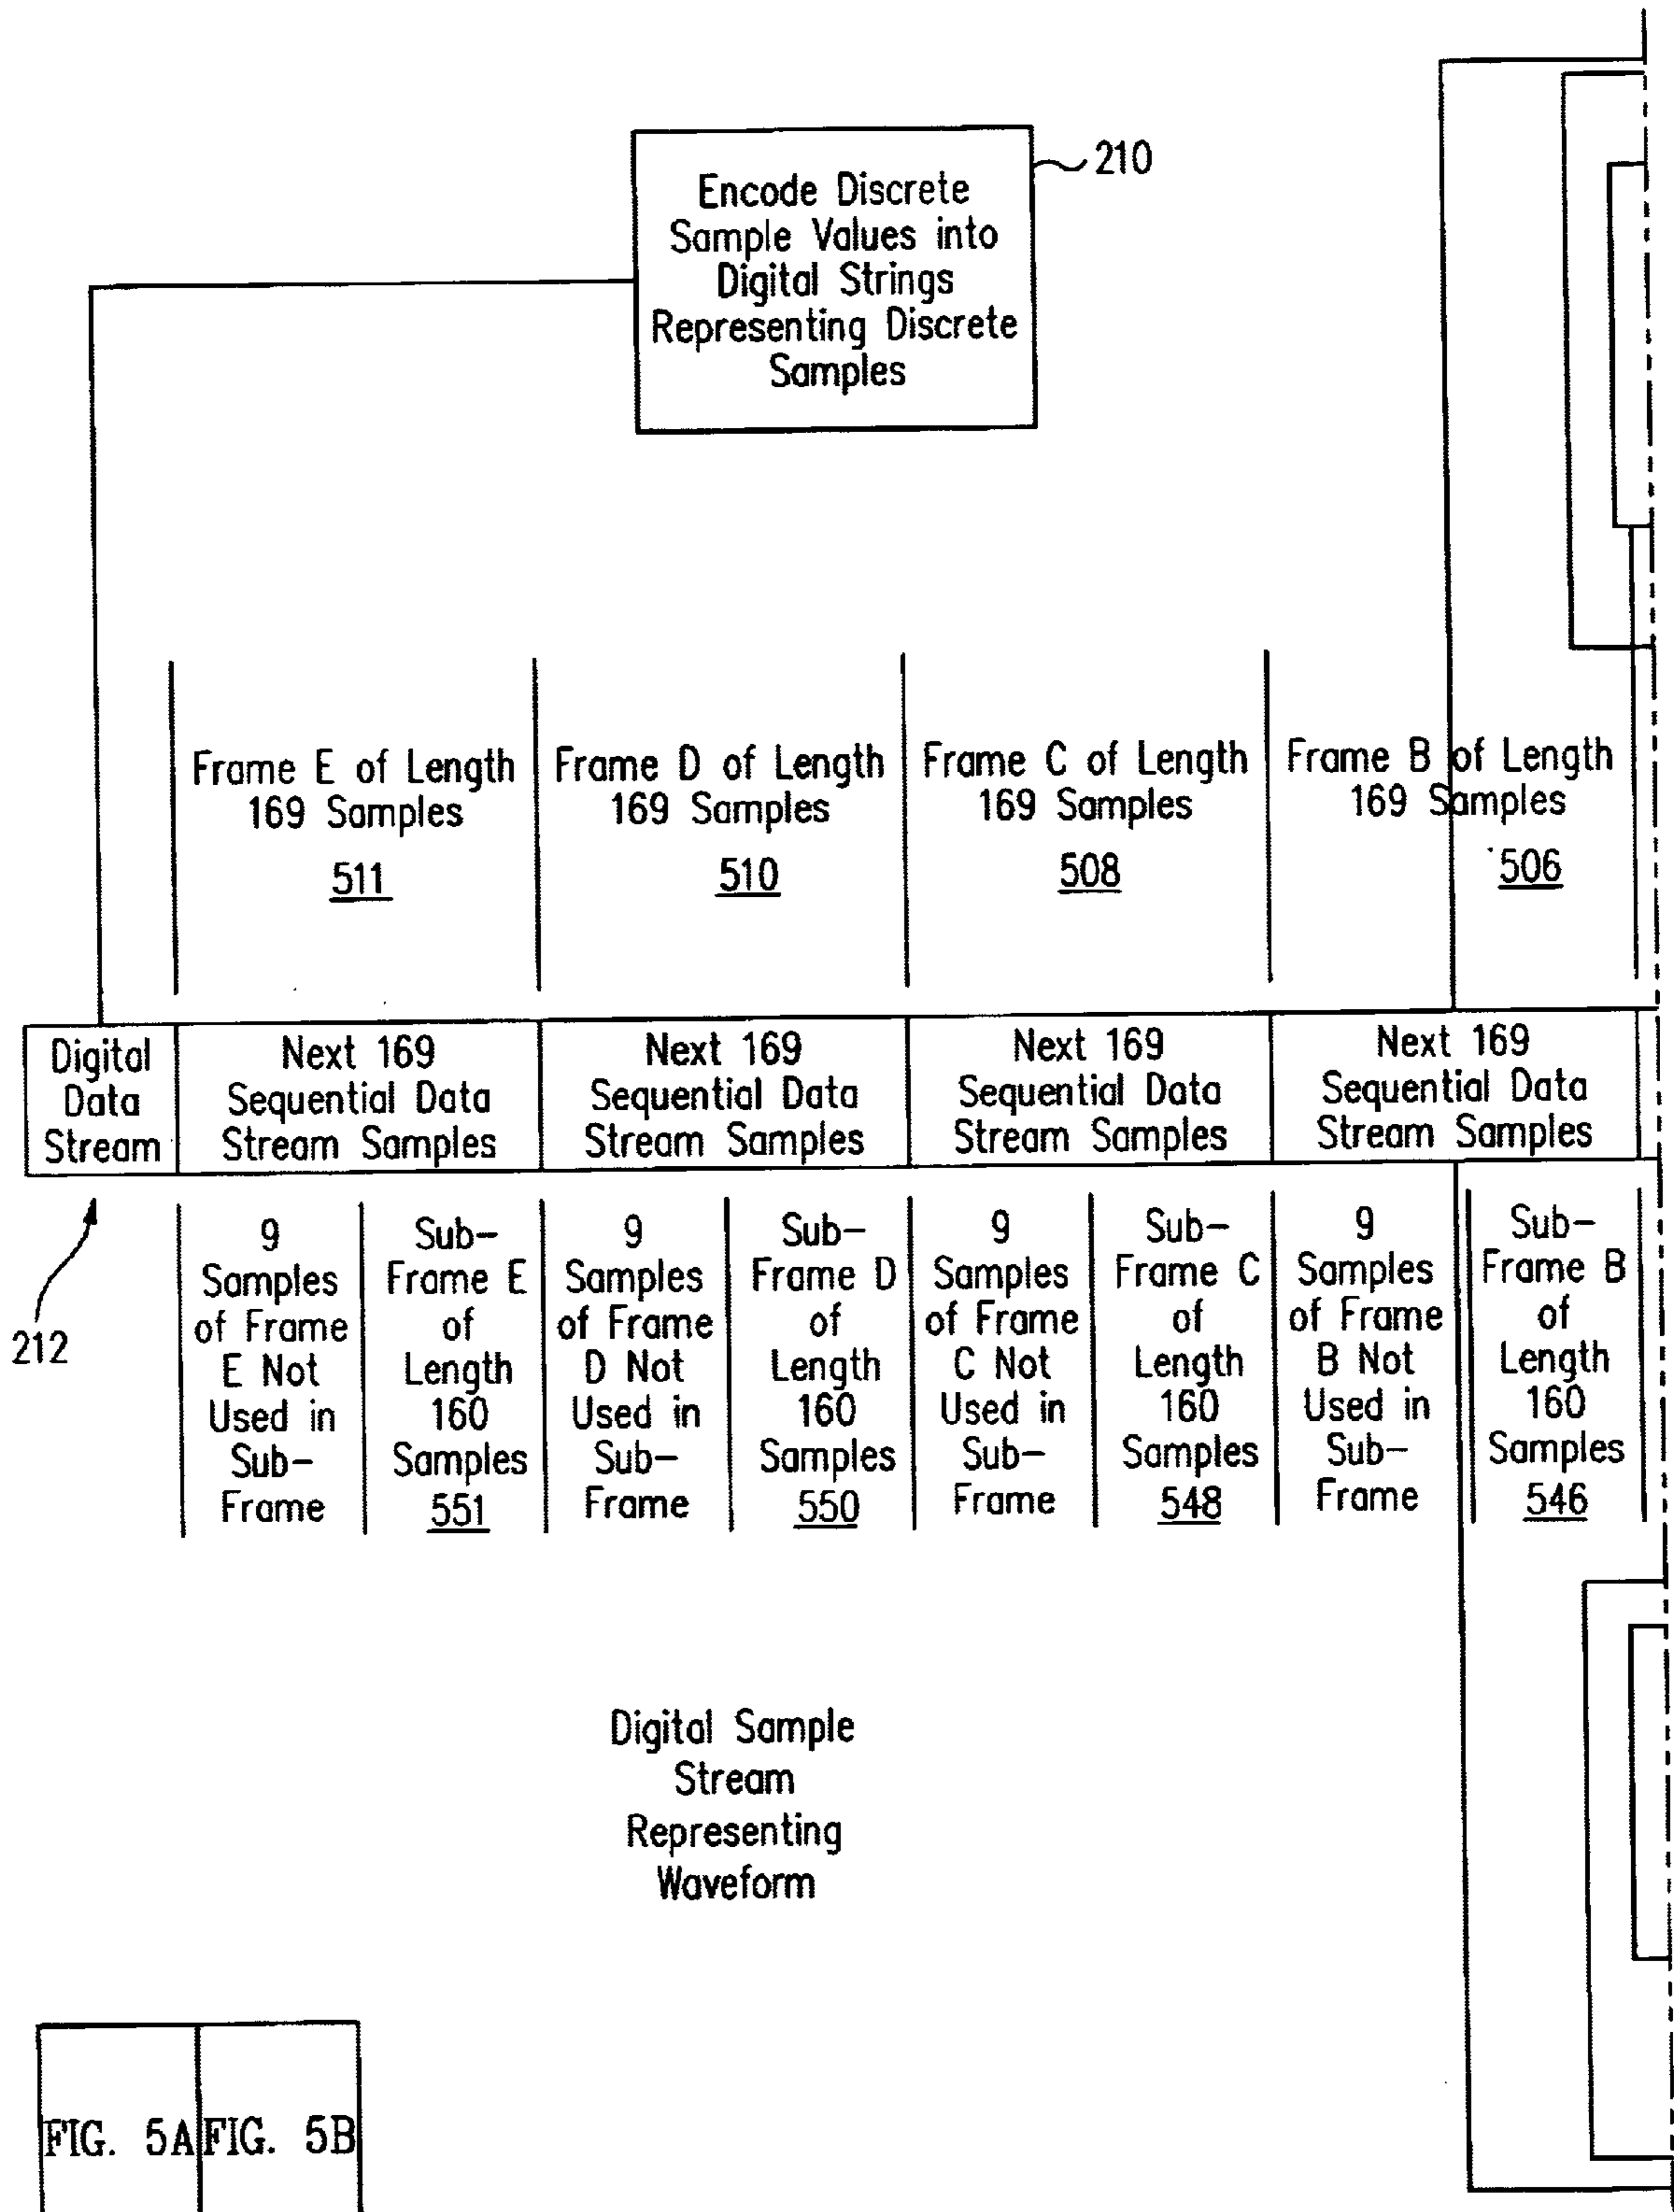 Encode Discrete
Sample Values into
Digital Strings
Representing Discrete
Samples
210
Frame E of Length
169 Samples
511
Frame D of Length
169 Samples
510
Frame C of Length
169 Samples
508
Frame B of Length
169 Samples
506
Digital
Data
Stream
Next 169
Sequential Data
Stream Samples
Next 169
Sequential Data
Stream Samples
Next 169
Sequential Data
Stream Samples
Next 169
Sequential Data
Stream Samples
212
9
Samples
of Frame
E Not
Used in
Sub-
Frame
Sub-
Frame E
of
Length
160
Samples
551
9
Samples
of Frame
D Not
Used in
Sub-
Frame
Sub-
Frame D
of
Length
160
Samples
550
9
Samples
of Frame
C Not
Used in
Sub-
Frame
Sub-
Frame C
of
Length
160
Samples
548
9
Samples
of Frame
B Not
Used in
Sub-
Frame
Sub-
Frame B
of
Length
160
Samples
546
Digital Sample
Stream
Representing
Waveform
FIG. 5A
FIG. 5B